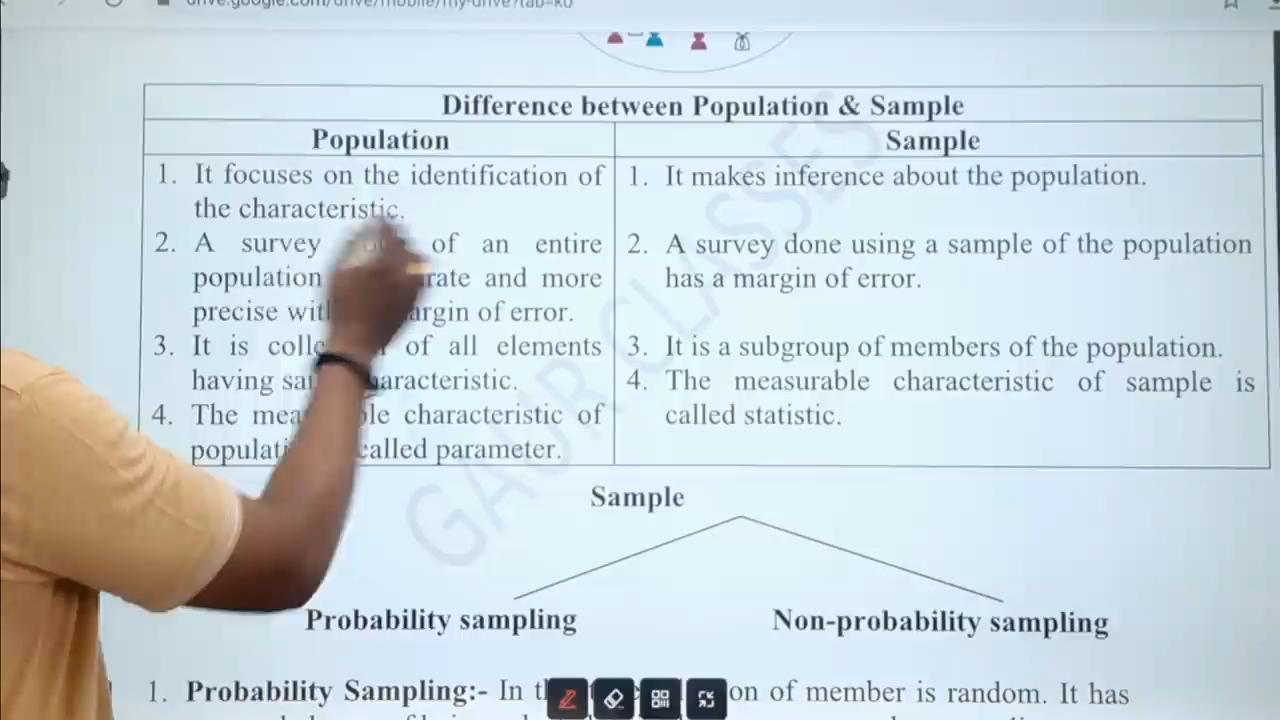 drive.google.com/drive/mobile/my-drive?tab=ko
Difference between Population & Sample
Population
Sample
1. It focuses on the identification of
the characteristic.
2. A survey of an entire
population rate and more
precise with argin of error.
3. It is colle of all elements
having sa haracteristic.
4. The mea ble characteristic of
populati called parameter.
1. It makes inference about the population.
2. A survey done using a sample of the population
has a margin of error.
3. It is a subgroup of members of the population.
4. The measurable characteristic of sample is
called statistic.
GAUR CLASSES
Sample
Probability sampling
Non-probability sampling
1. Probability Sampling:- In th on of member is random. It has